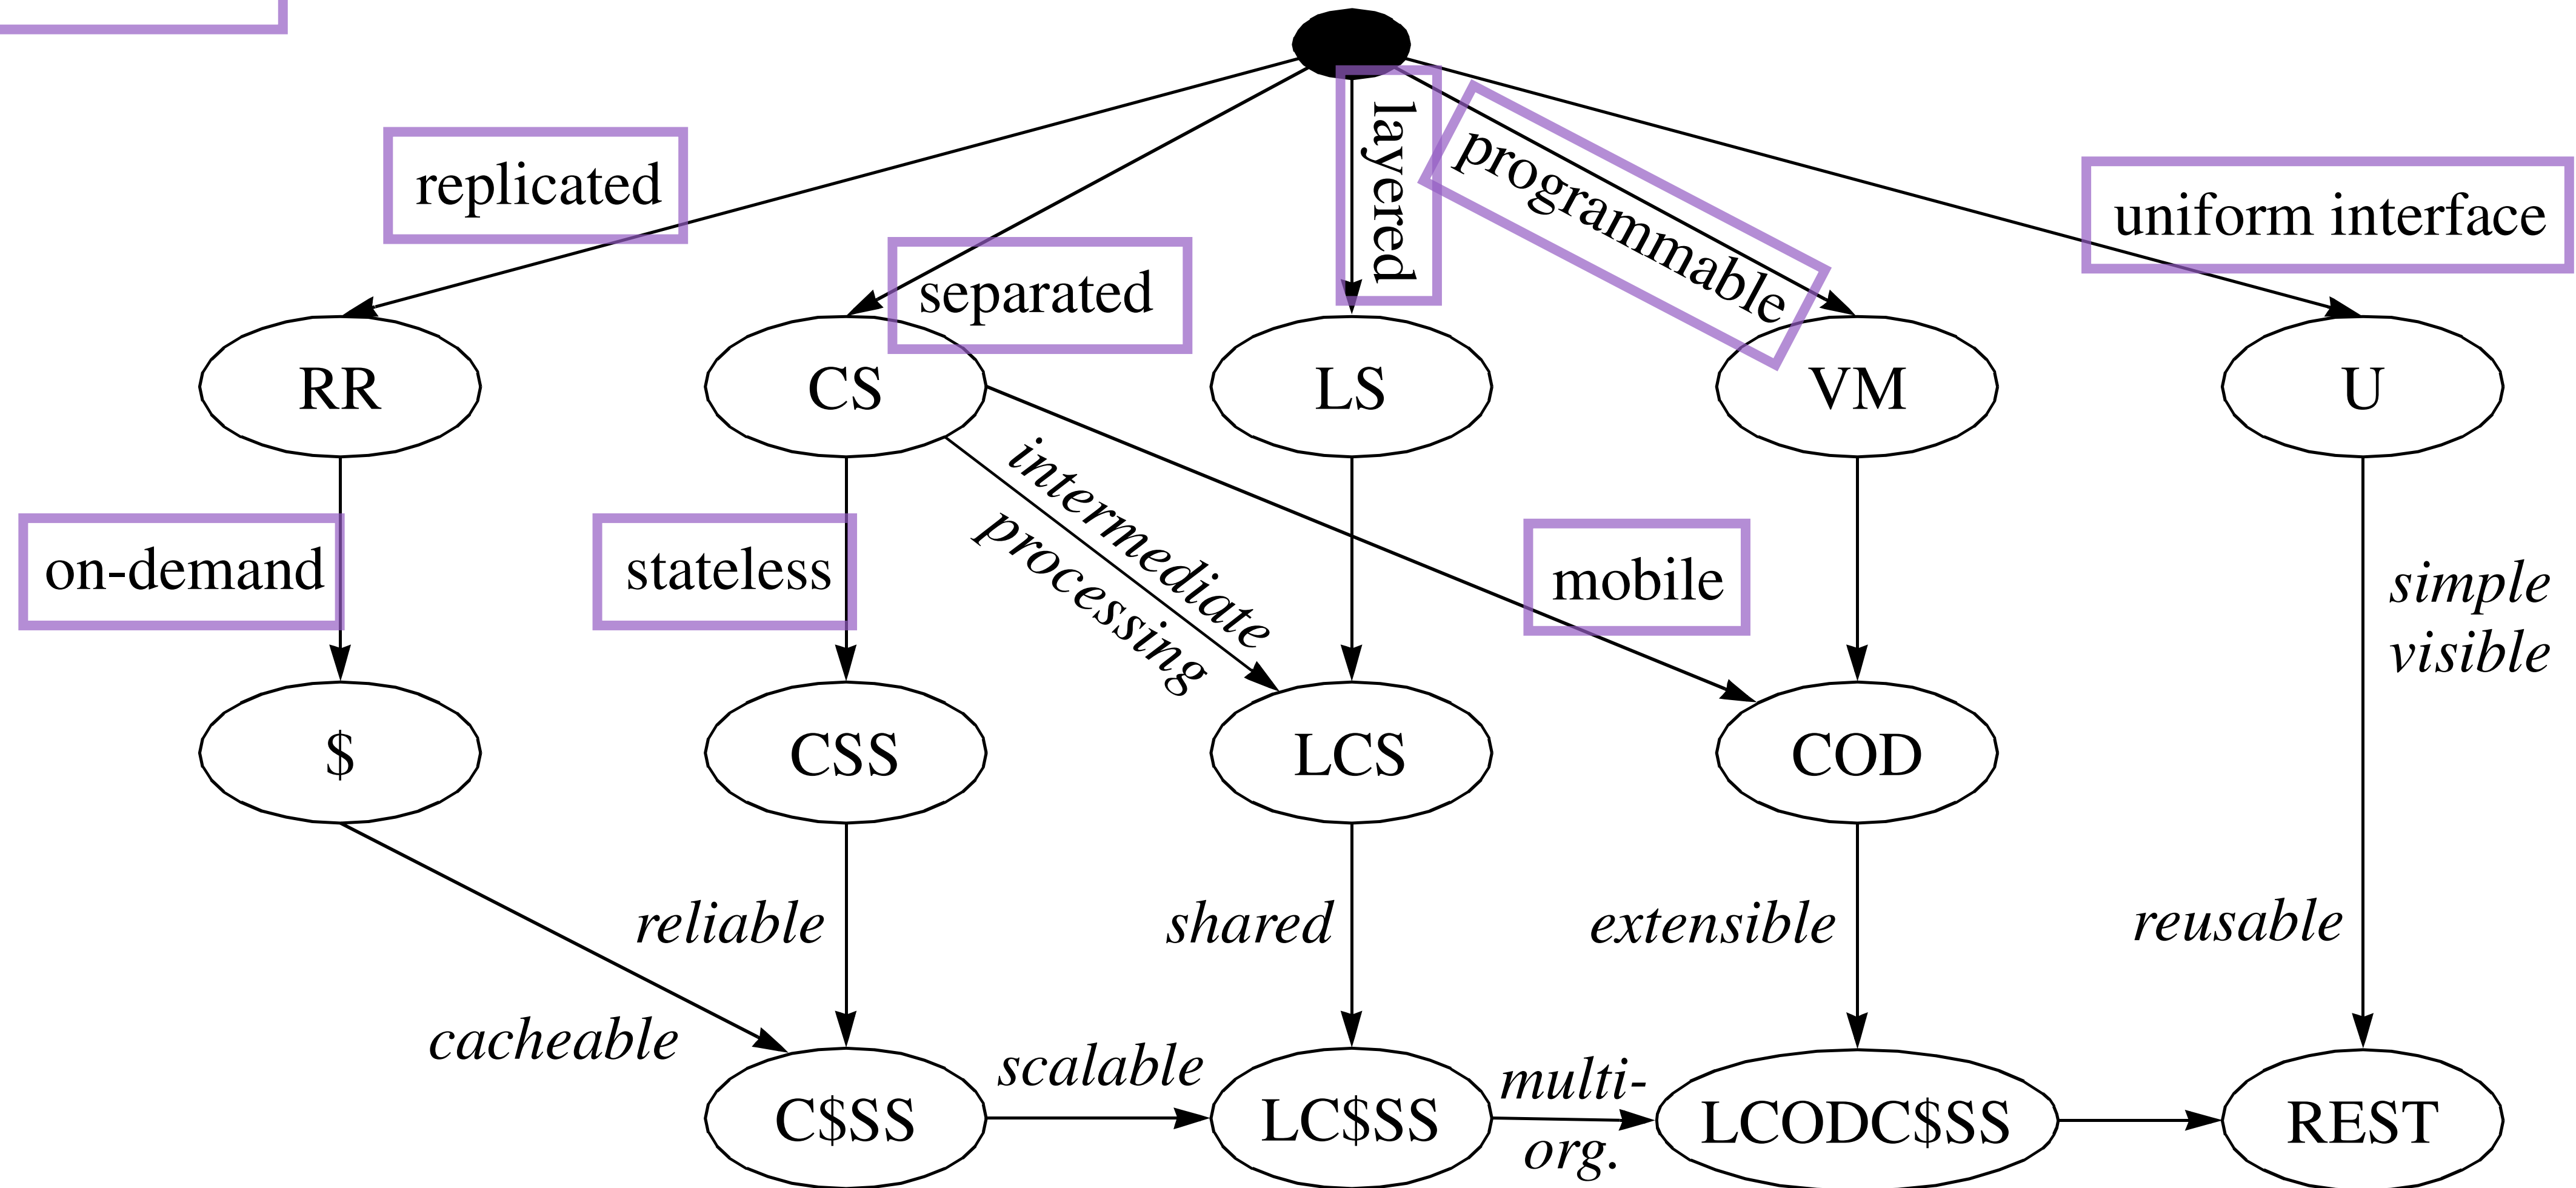 layered
programmable
replicated
uniform interface
separated
RR
CS
LS
VM
U
intermediate
processing
on-demand
stateless
mobile
simple
visible
$
CSS
LCS
COD
reliable
shared
extensible
reusable
cacheable
scalable
multi-
org.
C$SS
LC$SS
LCODC$SS
REST